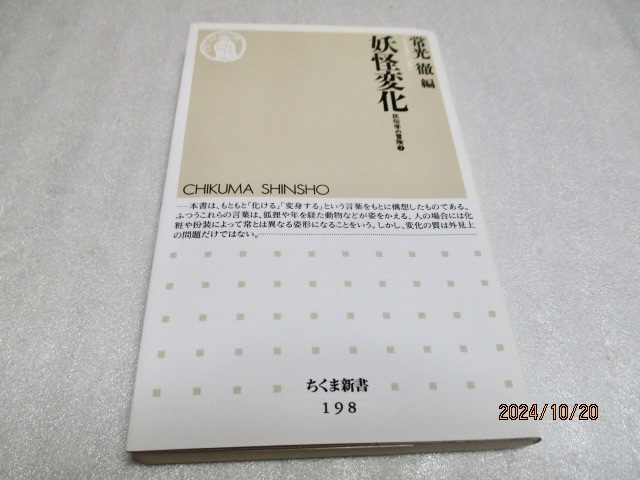 常光 徹 編
妖怪変化
民俗学の冒険❸
CHIKUMA SHINSHO
―本書は、もともと「化ける」「変身する」という言葉をもとに構想したものである。
ふつうこれらの言葉は、狐狸や年を経た動物などが姿をかえる、人の場合には化
粧や扮装によって常とは異なる姿形になることをいう。しかし、変化の質は外見上
の問題だけではない。
ちくま新書
198
2024/10/20